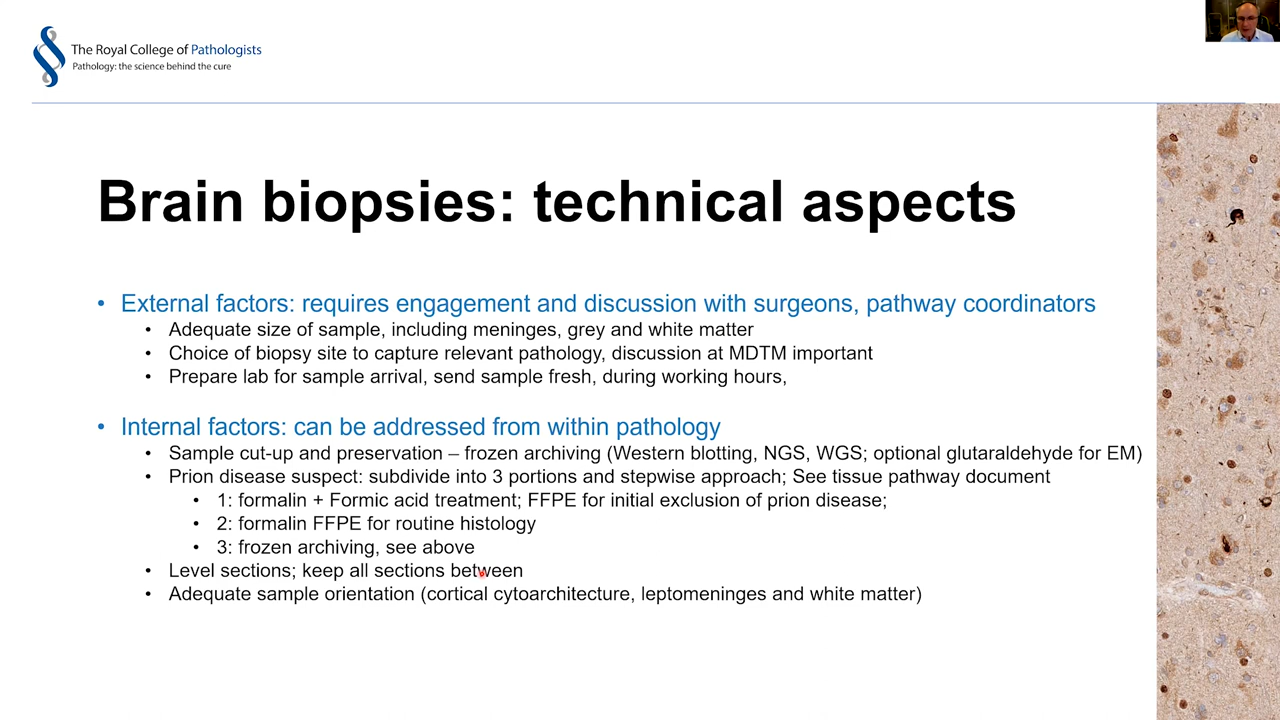 The Royal College of Pathologists
Pathology: the science behind the cure
Brain biopsies: technical aspects
• External factors: requires engagement and discussion with surgeons, pathway coordinators
• Adequate size of sample, including meninges, grey and white matter
• Choice of biopsy site to capture relevant pathology, discussion at MDTM important
• Prepare lab for sample arrival, send sample fresh, during working hours,
• Internal factors: can be addressed from within pathology
• Sample cut-up and preservation – frozen archiving (Western blotting, NGS, WGS; optional glutaraldehyde for EM)
• Prion disease suspect: subdivide into 3 portions and stepwise approach; See tissue pathway document
• 1: formalin + Formic acid treatment; FFPE for initial exclusion of prion disease;
• 2: formalin FFPE for routine histology
• 3: frozen archiving, see above
• Level sections; keep all sections between
• Adequate sample orientation (cortical cytoarchitecture, leptomeninges and white matter)